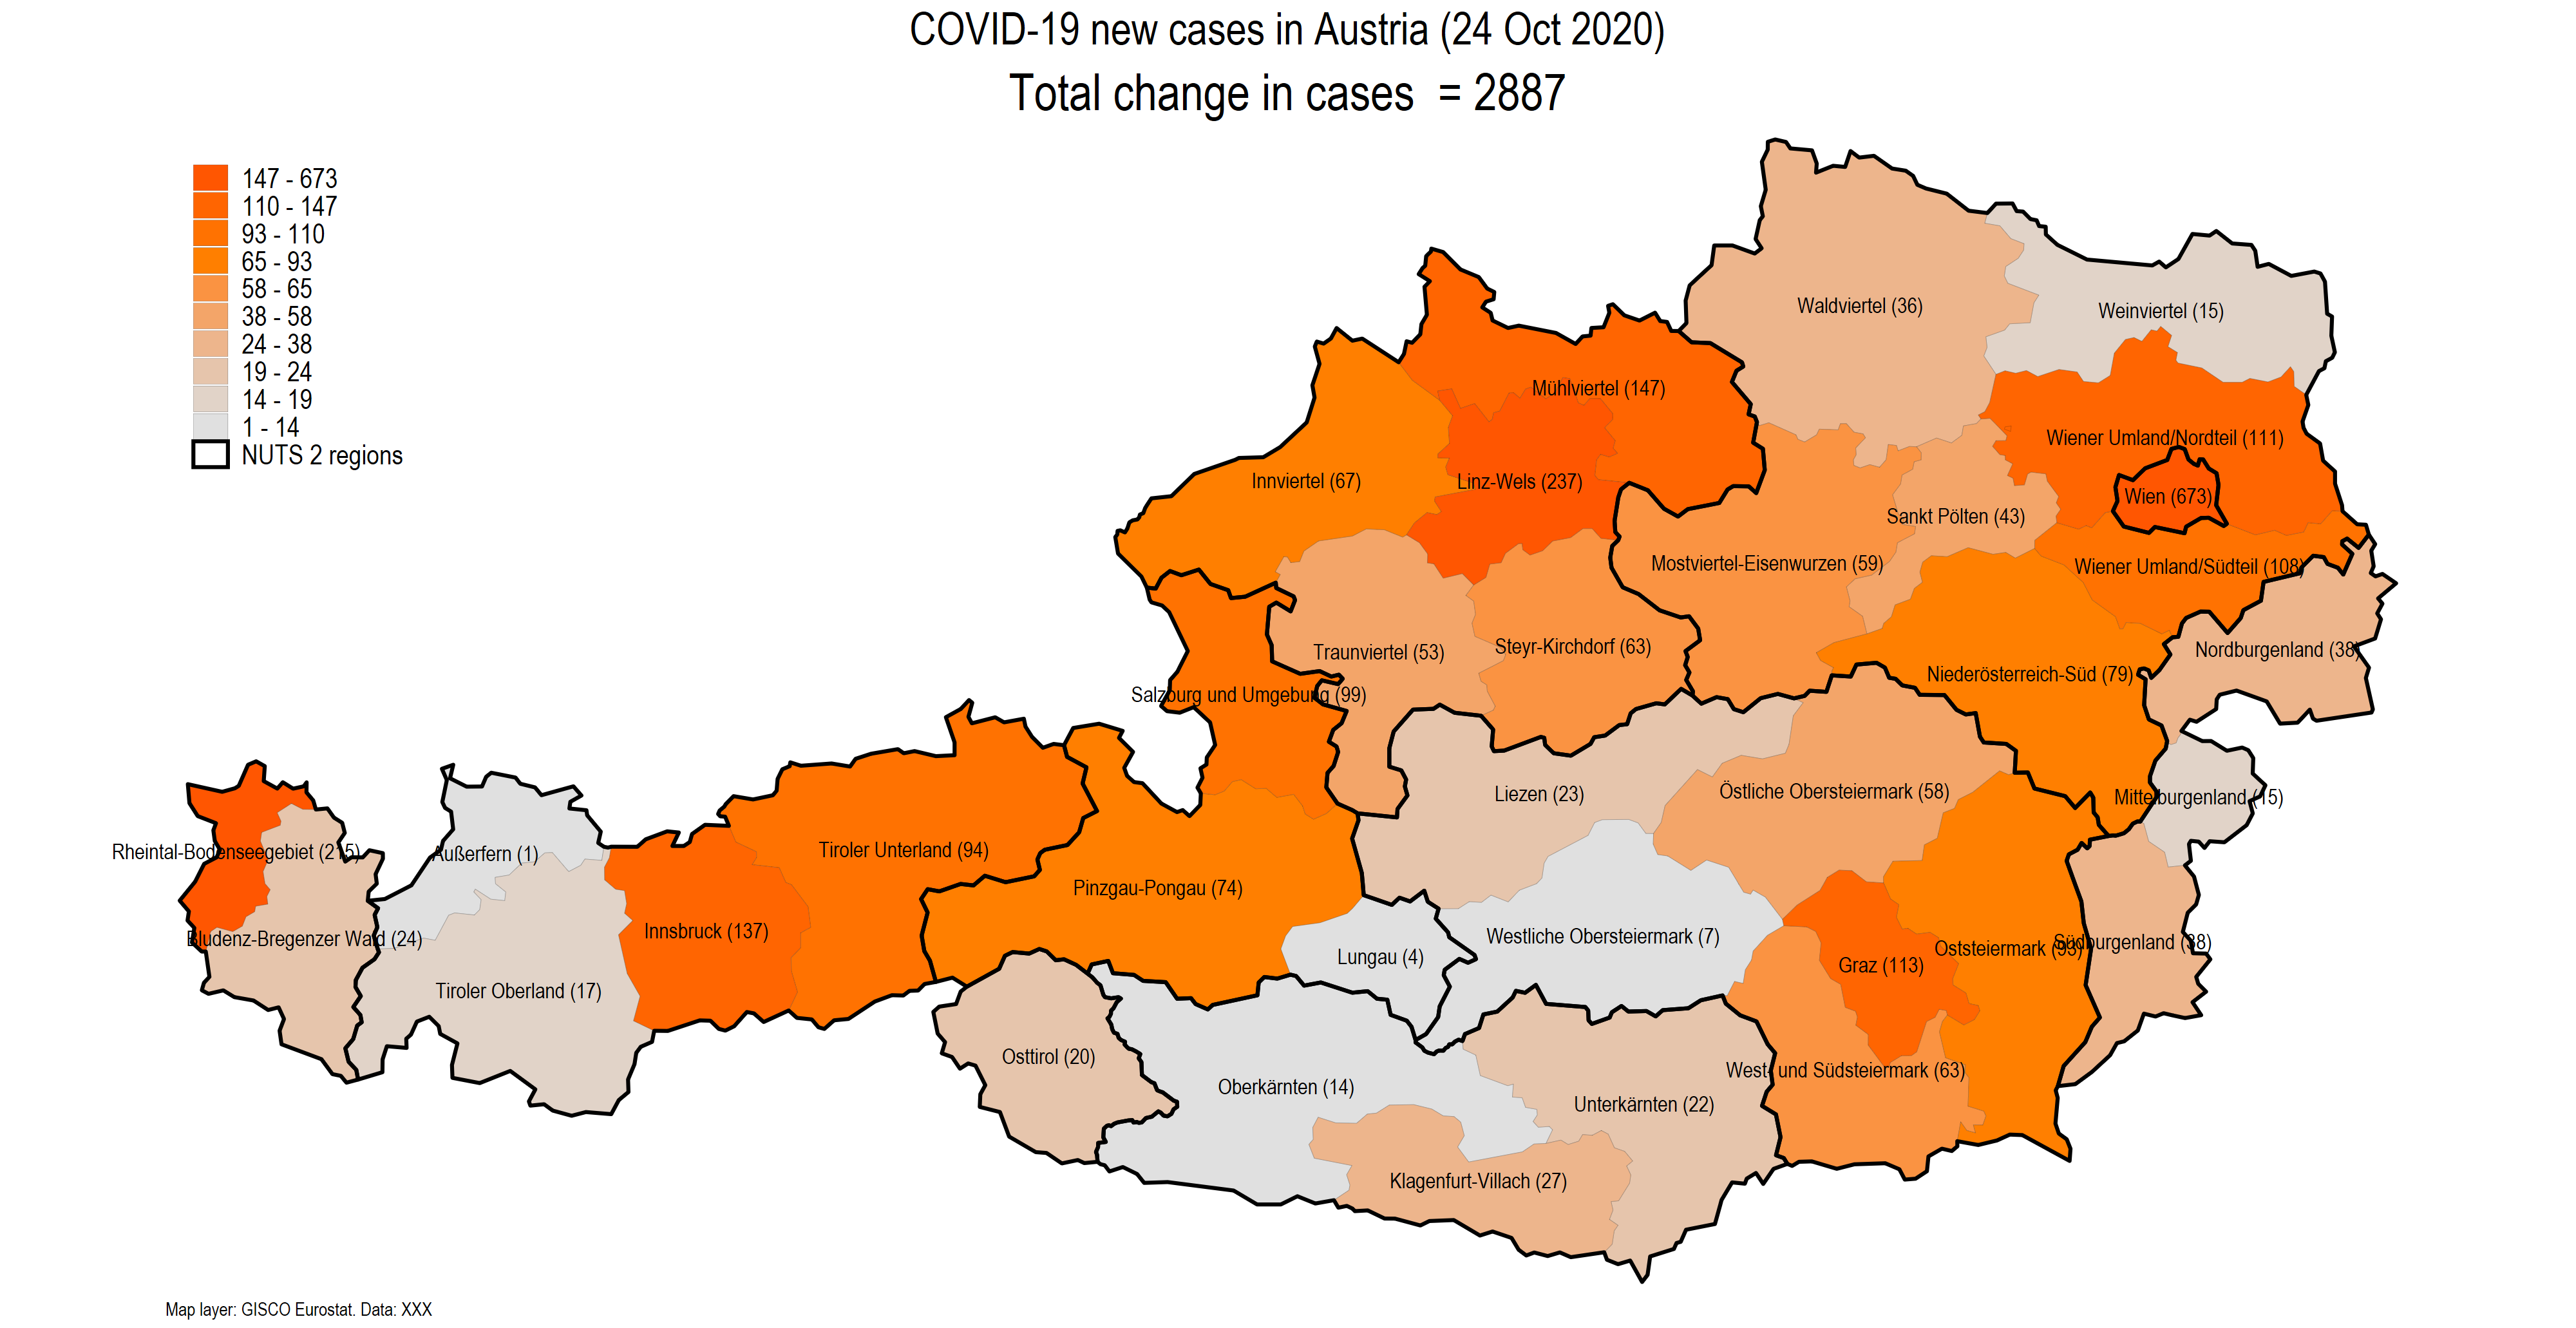 COVID-19 new cases in Austria (24 Oct 2020)
Total change in cases  = 2887
147 - 673
110 - 147
93 - 110
65 - 93
58 - 65
38 - 58
24 - 38
19 - 24
14 - 19
1 - 14
NUTS 2 regions
Waldviertel (36)
Weinviertel (15)
Mühlviertel (147)
Wiener Umland/Nordteil (111)
Innviertel (67)
Linz-Wels (237)
Wien (673)
Sankt Pölten (43)
Mostviertel-Eisenwurzen (59)
Wiener Umland/Südteil (108)
Traunviertel (53)
Steyr-Kirchdorf (63)
Nordburgenland (38)
Niederösterreich-Süd (79)
Salzburg und Umgebung (99)
Liezen (23)
Östliche Obersteiermark (58)
Mittelburgenland (15)
Rheintal-Bodenseegebiet (215)
Außerfern (1)
Tiroler Unterland (94)
Pinzgau-Pongau (74)
Innsbruck (137)
Bludenz-Bregenzer Wald (24)
Westliche Obersteiermark (7)
Oststeiermark (93)
Südburgenland (38)
Lungau (4)
Graz (113)
Tiroler Oberland (17)
Osttirol (20)
West- und Südsteiermark (63)
Oberkärnten (14)
Unterkärnten (22)
Klagenfurt-Villach (27)
Map layer: GISCO Eurostat. Data: XXX